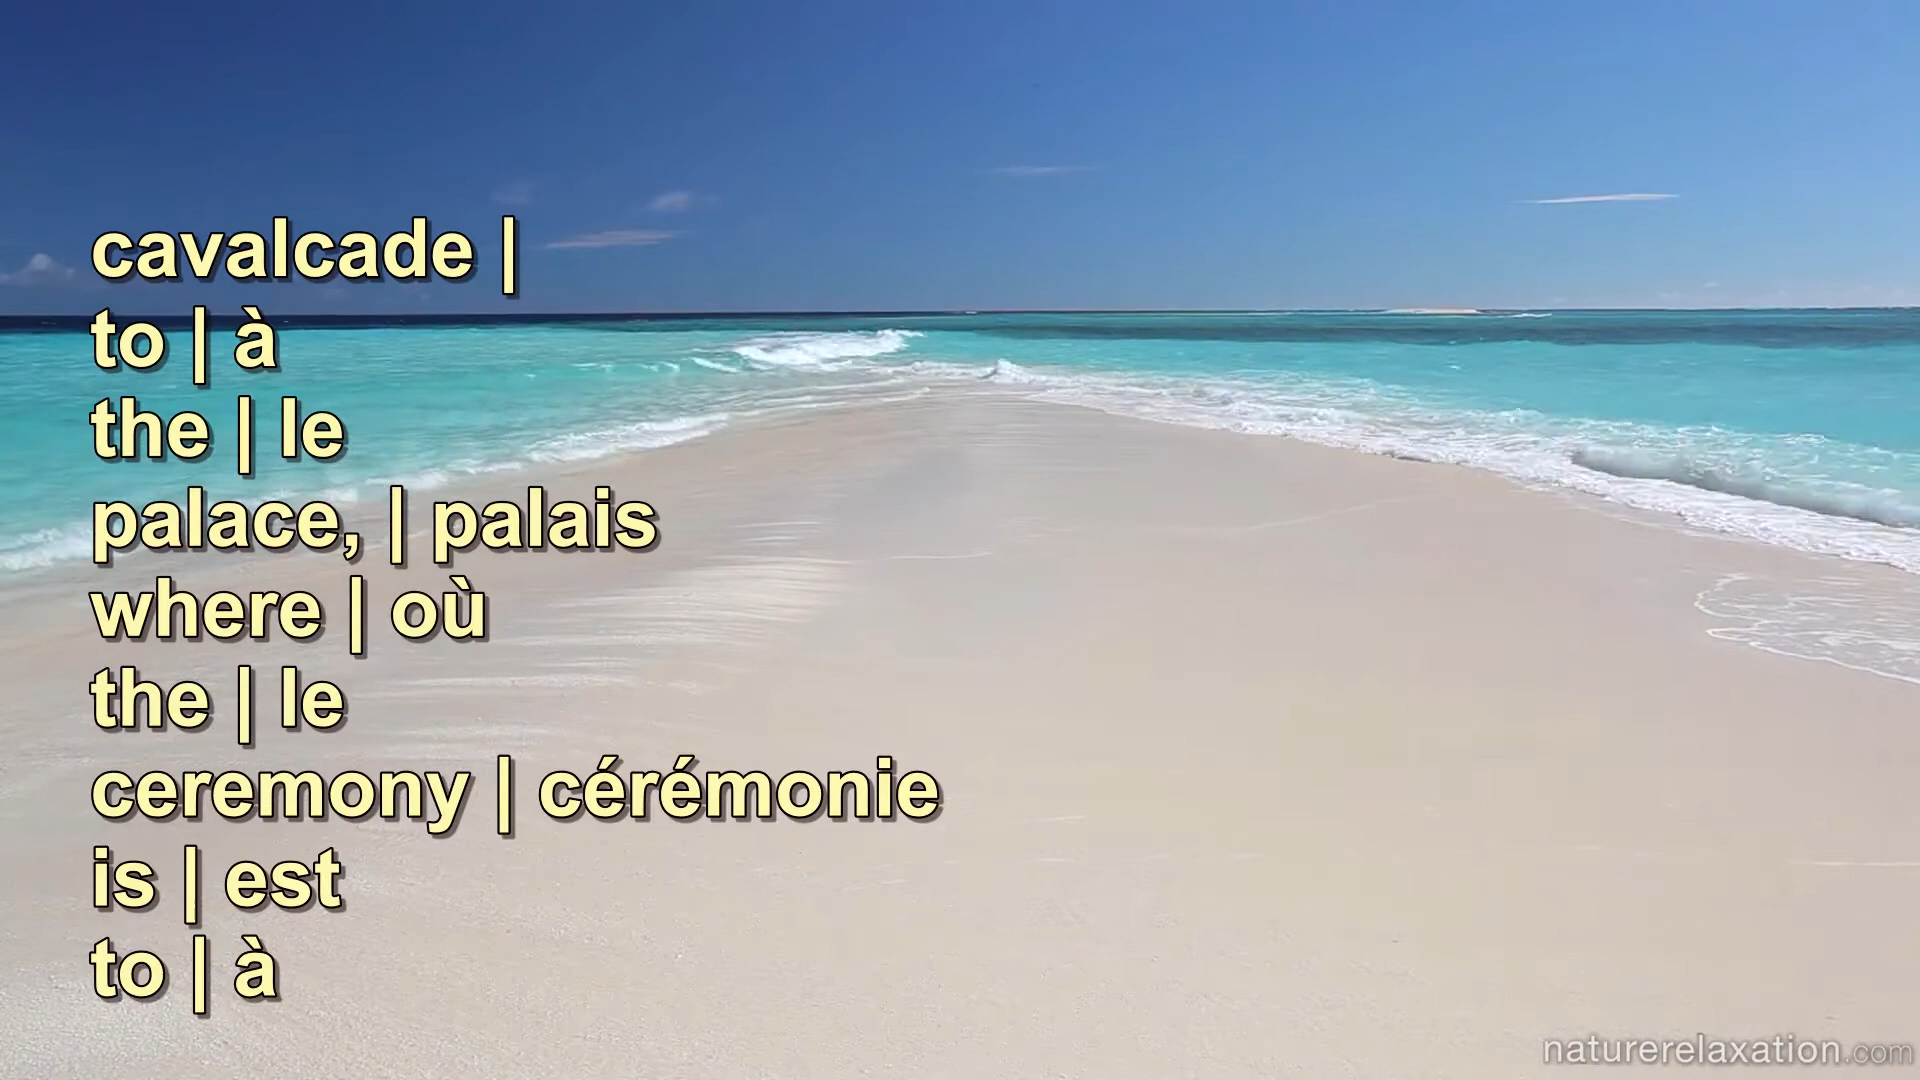 cavalcade |
to | à
the | le
palace, | palais
where | où
the | le
ceremony | cérémonie
is | est
to | à
naturerelaxation.com